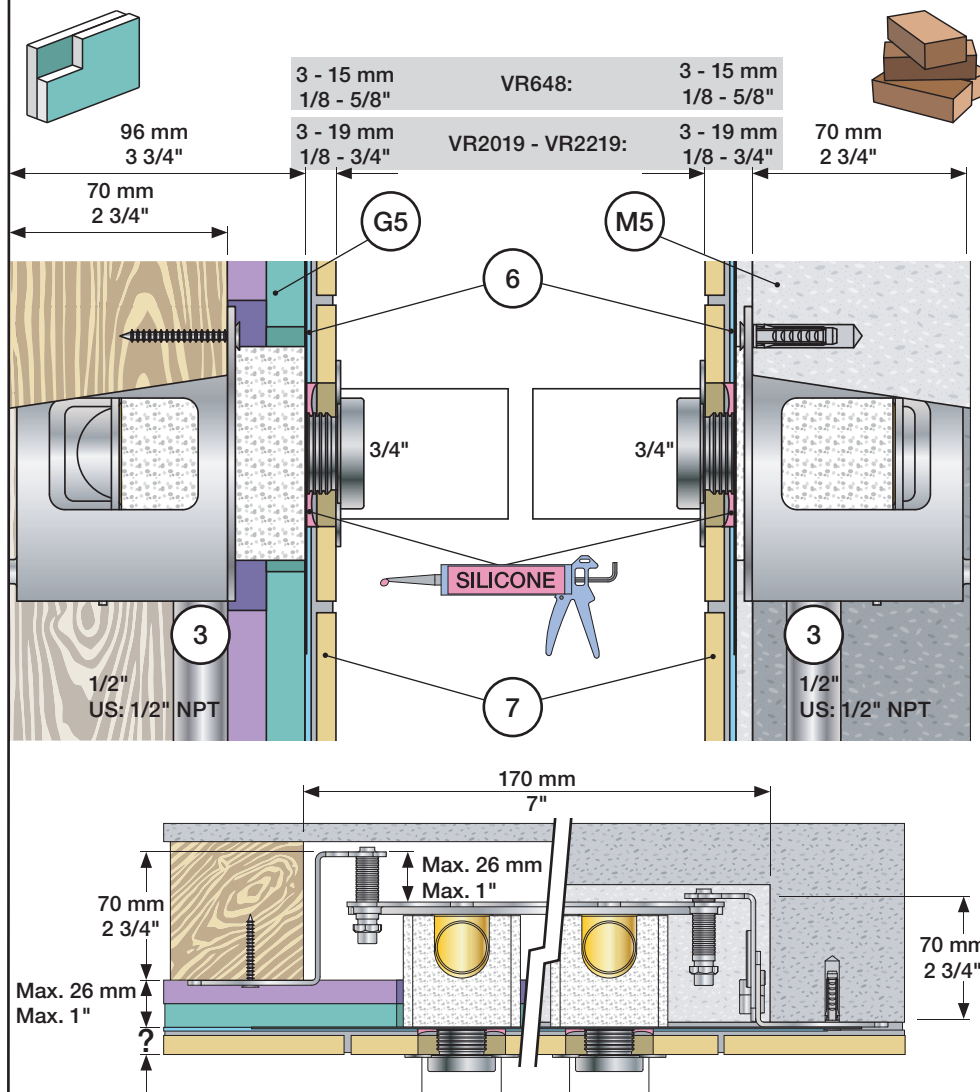 3 - 15 mm
1/8 - 5/8"
VR648:
3 - 15 mm
1/8 - 5/8"
96 mm
3 3/4"
3 - 19 mm
1/8 - 3/4"
VR2019 - VR2219:
3 - 19 mm
1/8 - 3/4"
70 mm
2 3/4"
70 mm
2 3/4"
G5
M5
6
3/4"
3/4"
SILICONE
3
3
1/2"
US: 1/2" NPT
7
1/2"
US: 1/2" NPT
170 mm
7"
Max. 26 mm
Max. 1"
70 mm
2 3/4"
70 mm
2 3/4"
Max. 26 mm
Max. 1"
?